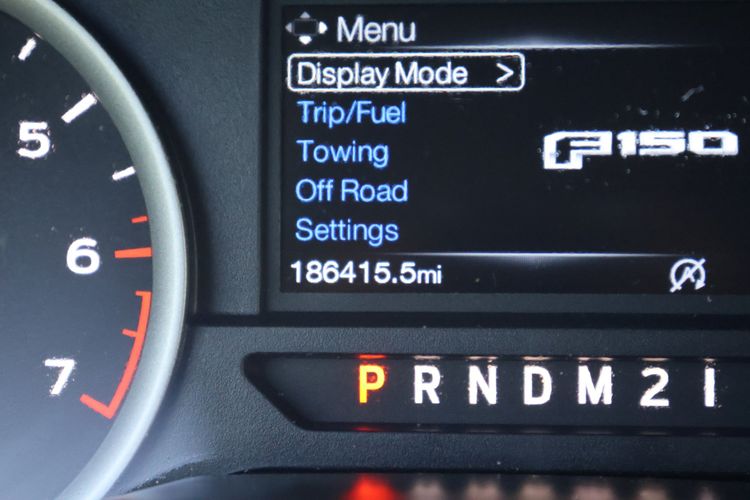 Menu
Display Mode >
Trip/Fuel
Towing
F150
Off Road
Settings
186415.5mi
A
5
6
7
P R N D M 2 1